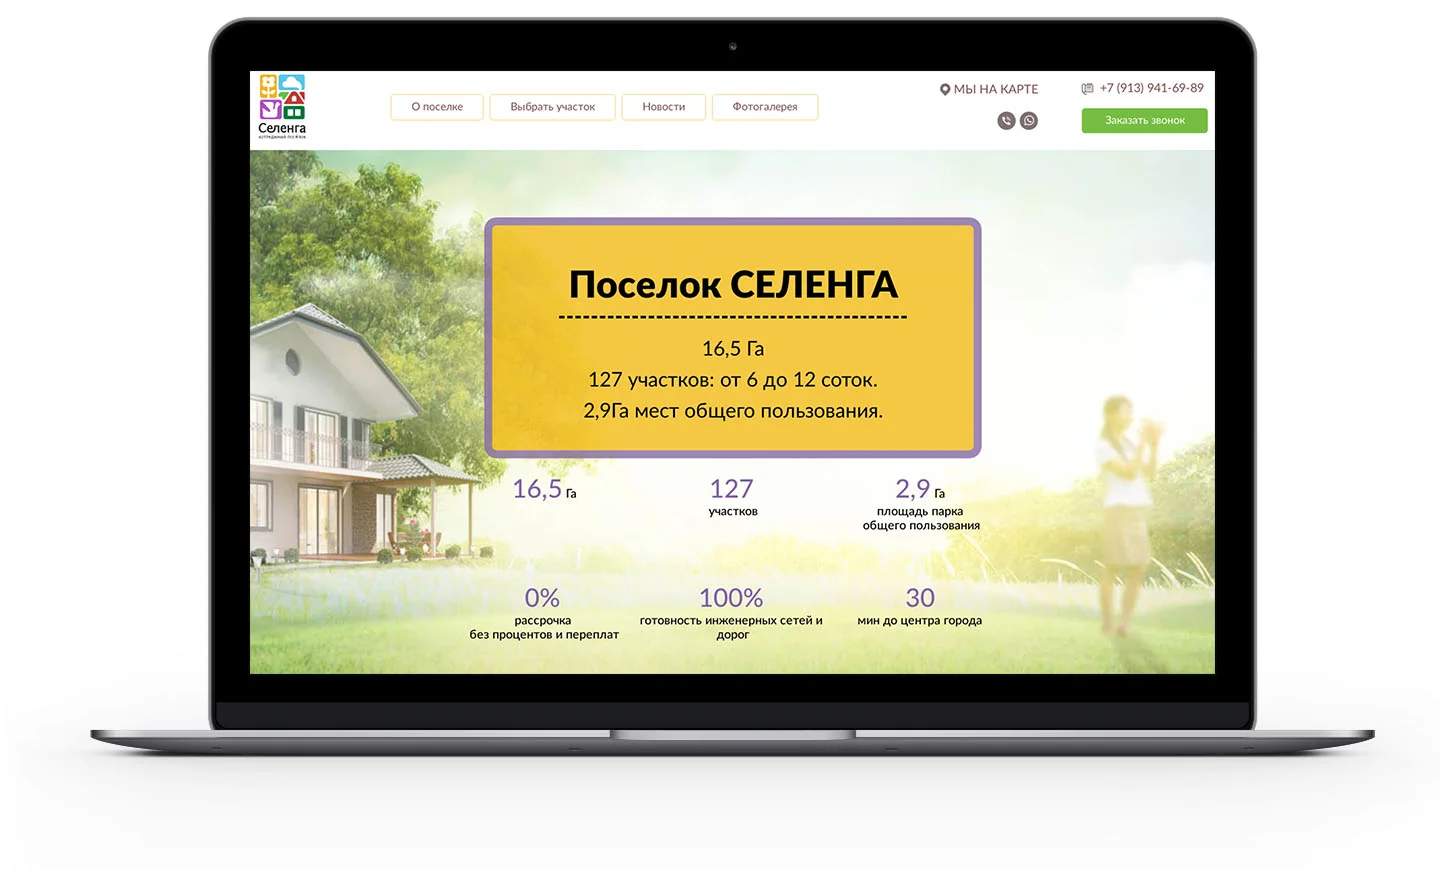 Селенга
коттеджный посёлок
О поселке
Выбрать участок
Новости
Фотогалерея
МЫ НА КАРТЕ
+7 (913) 941-69-89
Заказать звонок
Поселок СЕЛЕНГА
16,5 Га
127 участков: от 6 до 12 соток.
2,9Га мест общего пользования.
16,5 Га
127
участков
2,9 Га
площадь парка
общего пользования
0%
рассрочка
без процентов и переплат
100%
готовность инженерных сетей и
дорог
30
мин до центра города